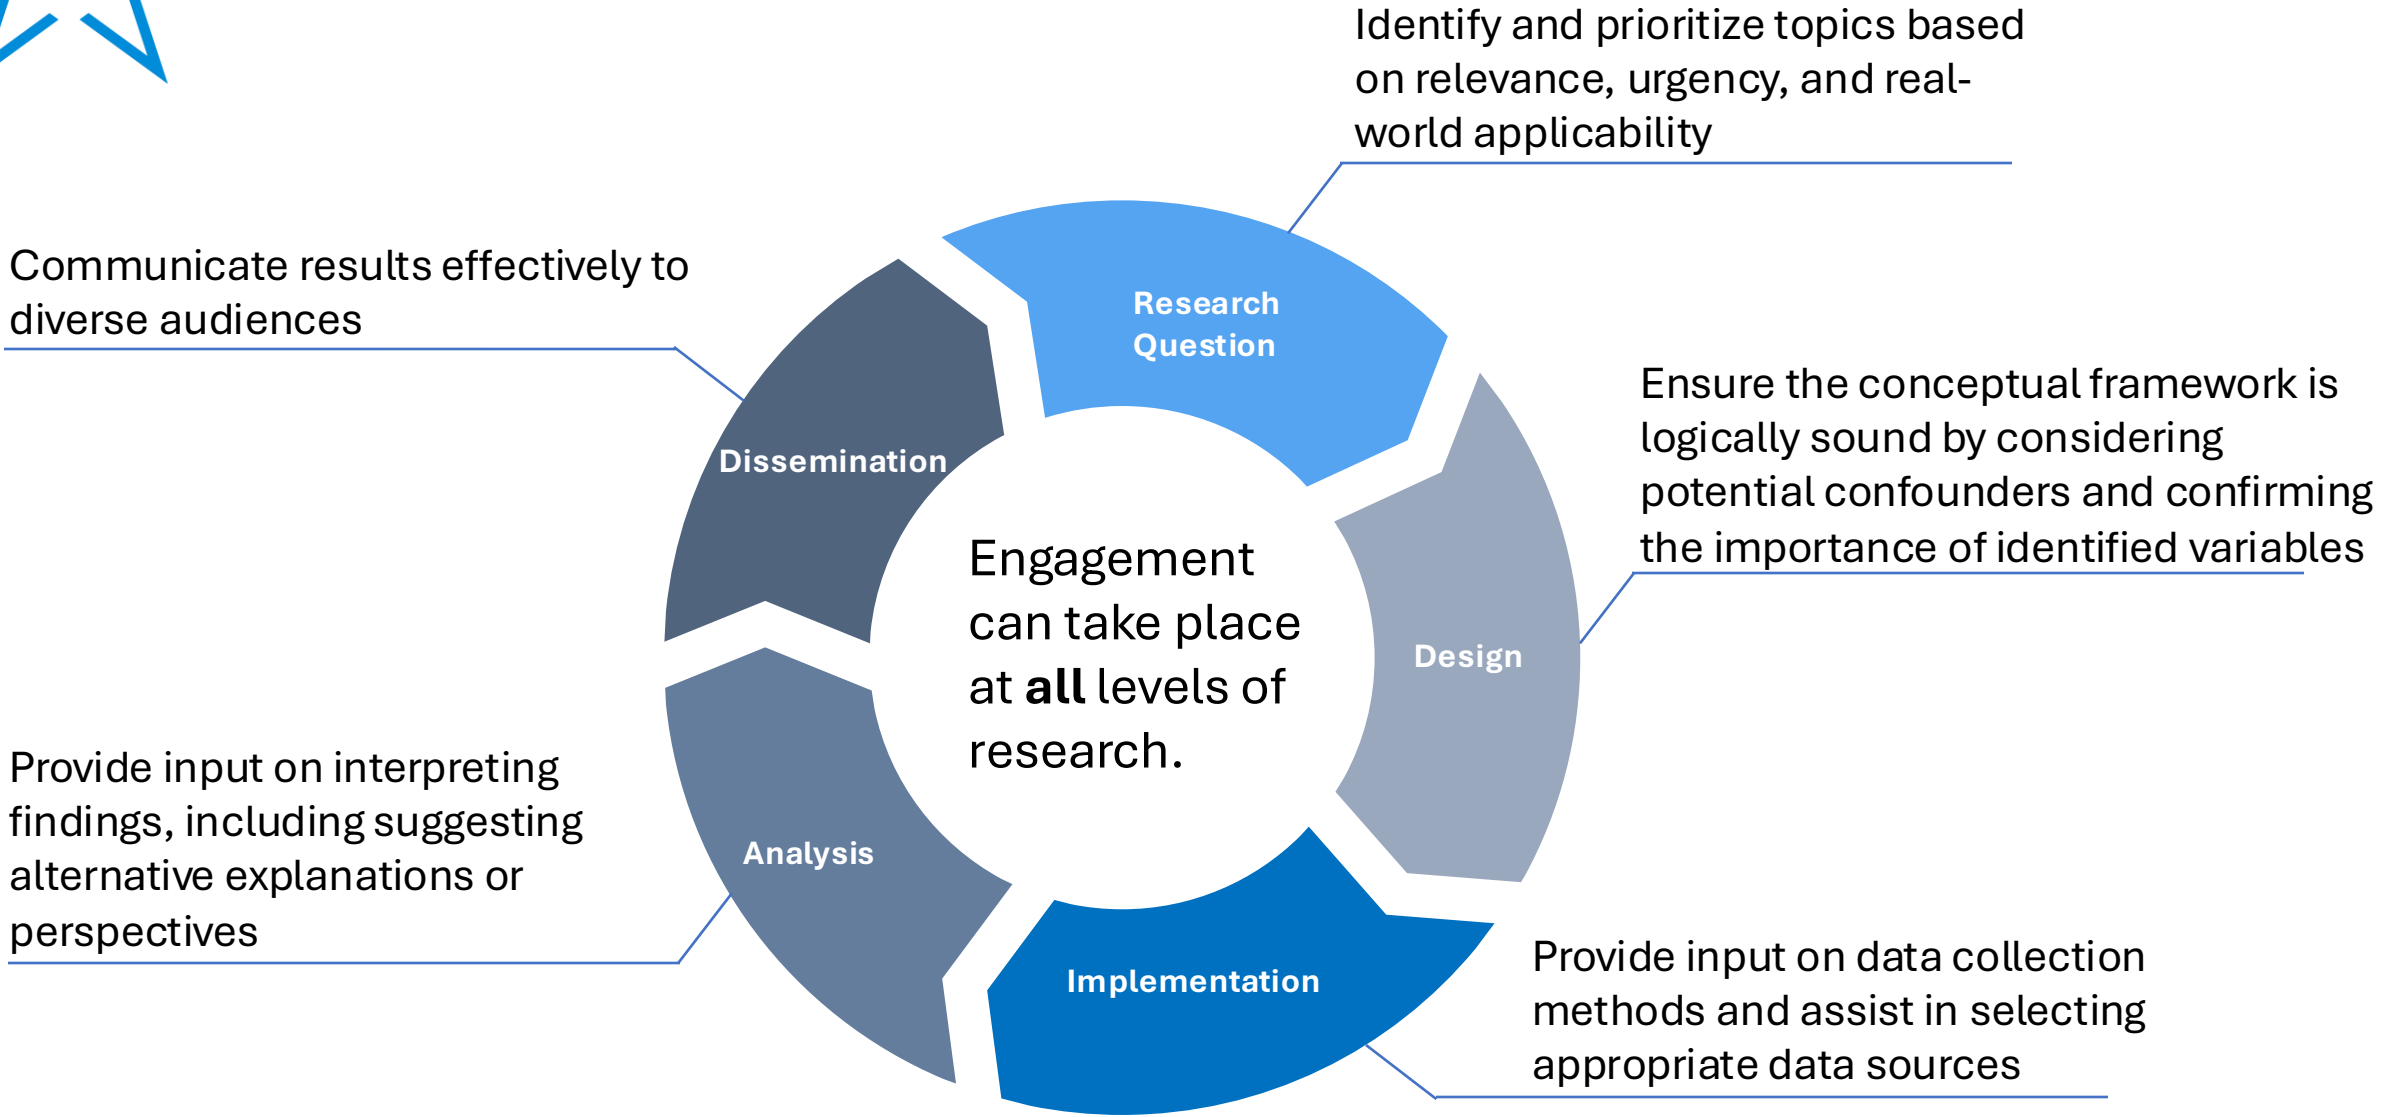 Identify and prioritize topics based
on relevance, urgency, and real-
world applicability
Communicate results effectively to
diverse audiences
Research
Question
Ensure the conceptual framework is
logically sound by considering
potential confounders and confirming
the importance of identified variables
Dissemination
Engagement
can take place
at all levels of
research.
Design
Provide input on interpreting
findings, including suggesting
alternative explanations or
perspectives
Analysis
Implementation
Provide input on data collection
methods and assist in selecting
appropriate data sources